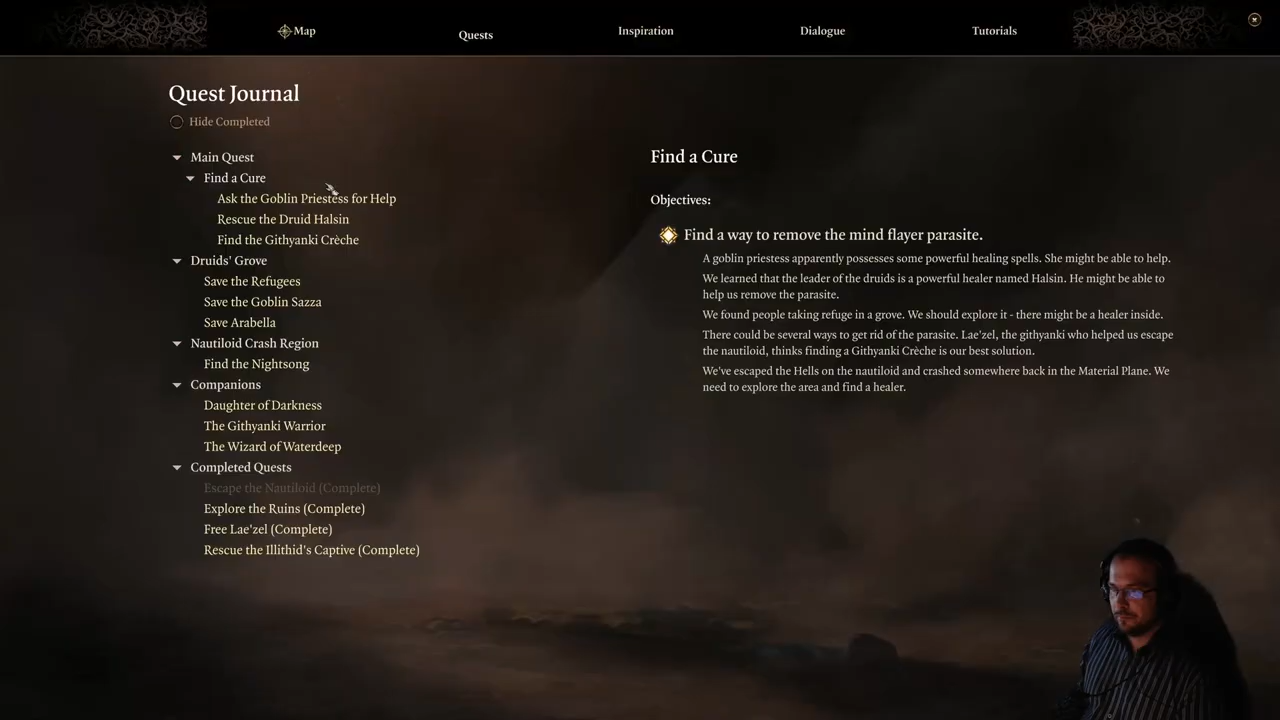 Map
Quests
Inspiration
Dialogue
Tutorials
Quest Journal
Hide Completed
Main Quest
Find a Cure
Ask the Goblin Priestess for Help
Rescue the Druid Halsin
Find the Githyanki Crèche
Druids' Grove
Save the Refugees
Save the Goblin Sazza
Save Arabella
Nautiloid Crash Region
Find the Nightsong
Companions
Daughter of Darkness
The Githyanki Warrior
The Wizard of Waterdeep
Completed Quests
Escape the Nautiloid (Complete)
Explore the Ruins (Complete)
Free Lae'zel (Complete)
Rescue the Illithid's Captive (Complete)
Find a Cure
Objectives:
Find a way to remove the mind flayer parasite.
A goblin priestess apparently possesses some powerful healing spells. She might be able to help.
We learned that the leader of the druids is a powerful healer named Halsin. He might be able to
help us remove the parasite.
We found people taking refuge in a grove. We should explore it - there might be a healer inside.
There could be several ways to get rid of the parasite. Lae'zel, the githyanki who helped us escape
the nautiloid, thinks finding a Githyanki Crèche is our best solution.
We've escaped the Hells on the nautiloid and crashed somewhere back in the Material Plane. We
need to explore the area and find a healer.